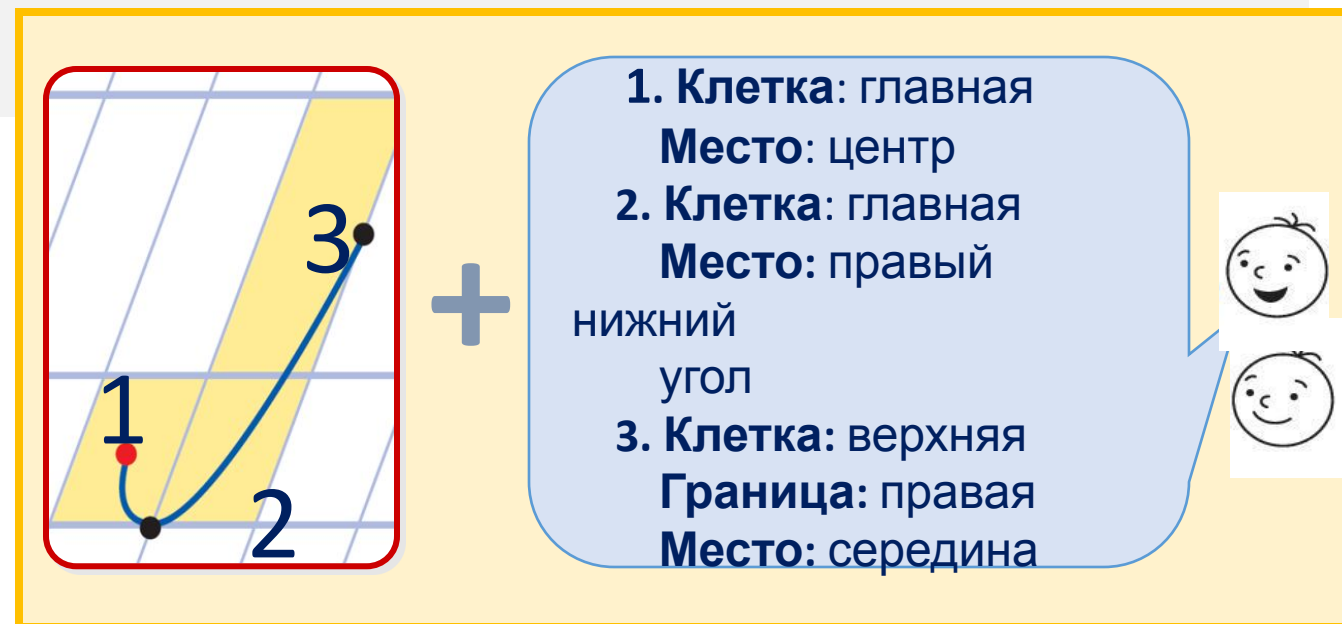 1
2
3
+
1. Клетка: главная
Место: центр
2. Клетка: главная
Место: правый
нижний
угол
3. Клетка: верхняя
Граница: правая
Место: середина